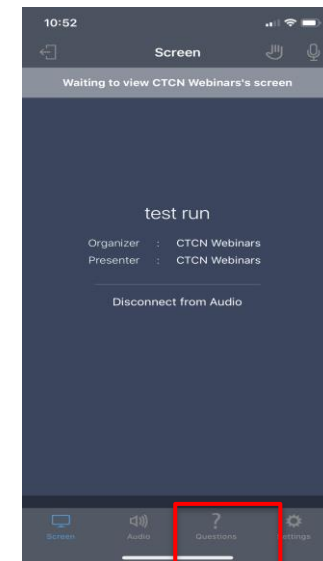 10:52
Screen
Waiting to view CTCN Webinars's screen
test run
Organizer : CTCN Webinars
Presenter : CTCN Webinars
Disconnect from Audio
Screen Audio Questions Settings